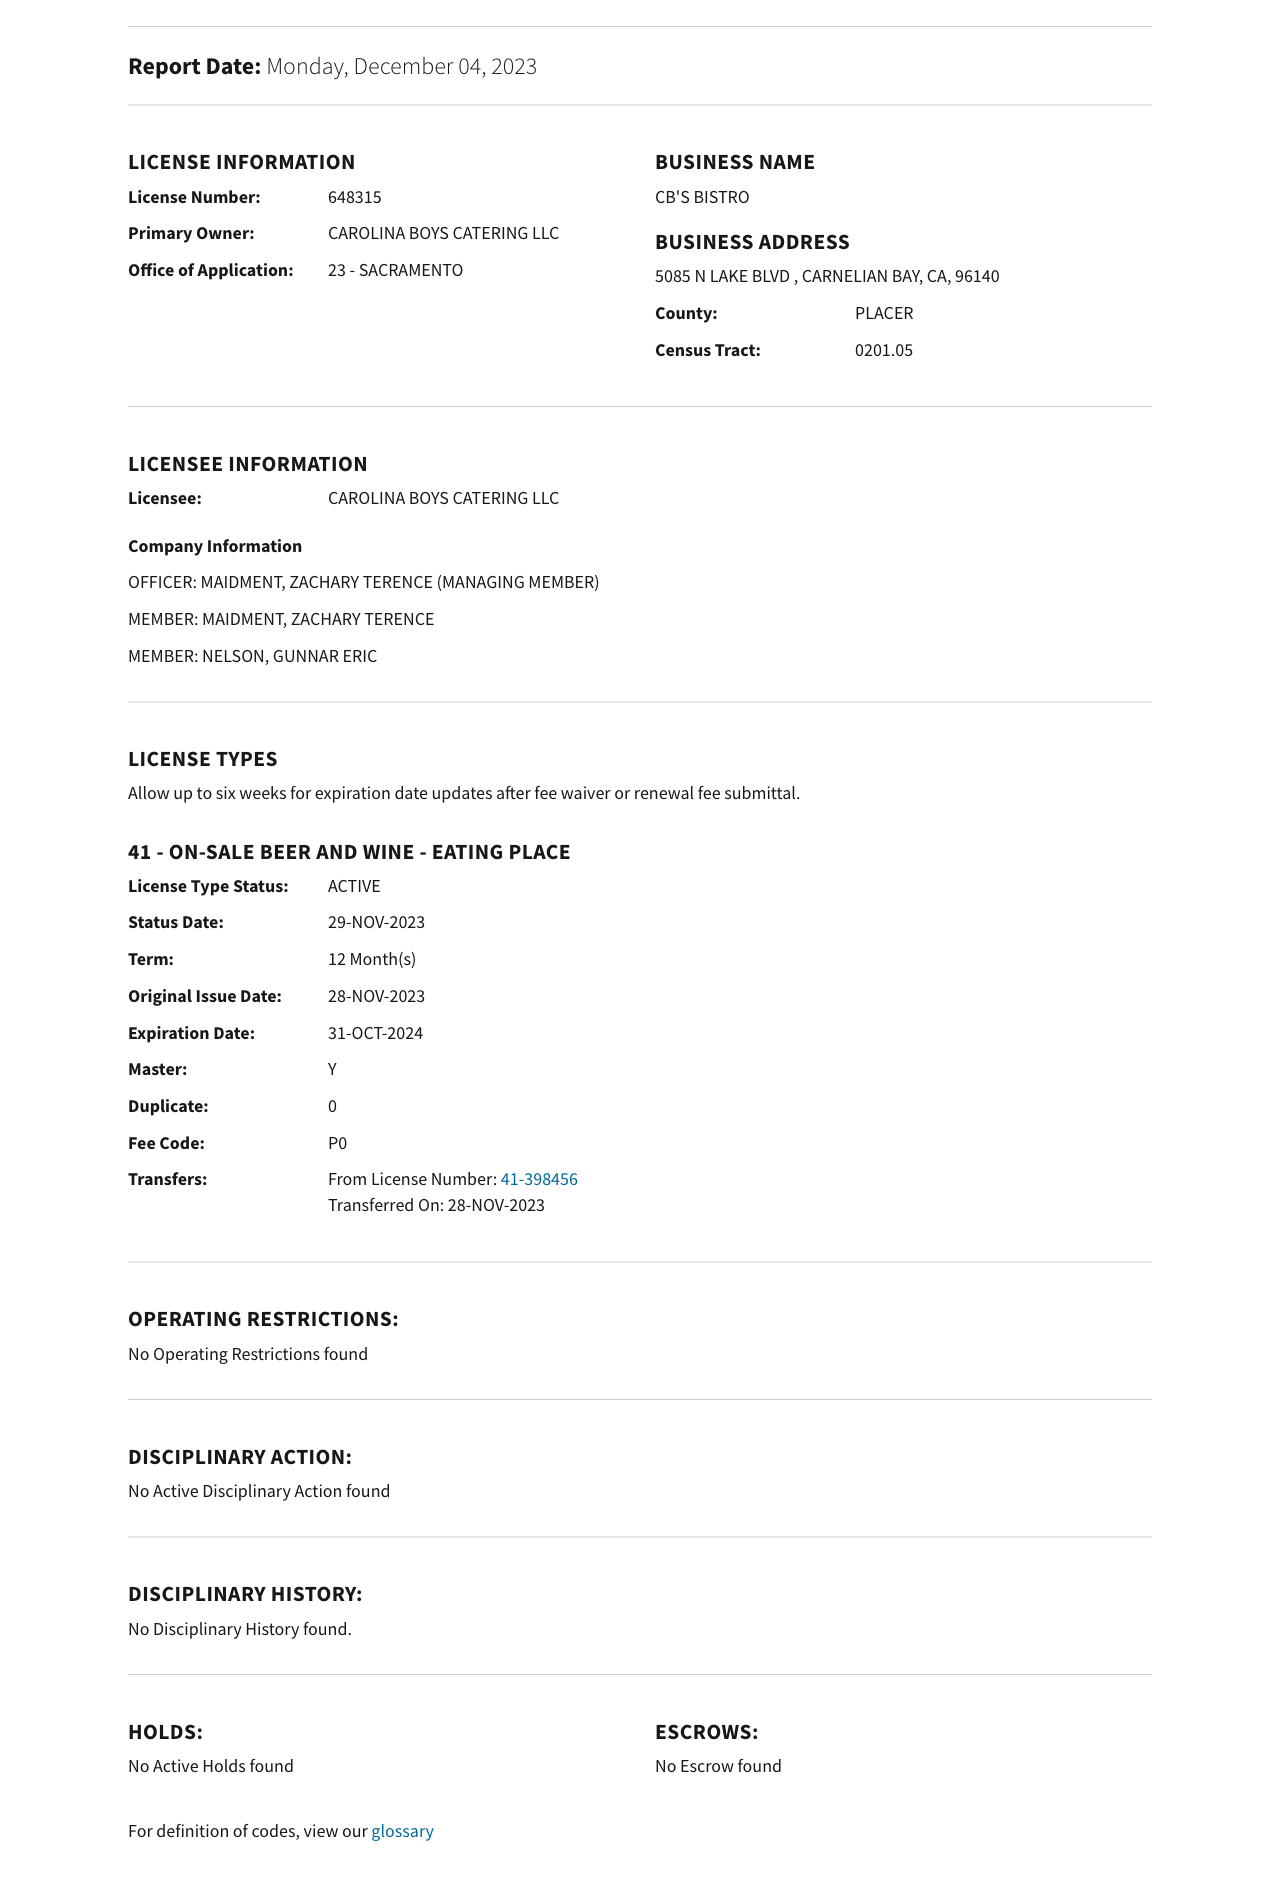 Report Date: Monday, December 04, 2023
LICENSE INFORMATION
License Number: 648315
Primary Owner: CAROLINA BOYS CATERING LLC
Office of Application: 23 - SACRAMENTO
BUSINESS NAME
CB'S BISTRO
BUSINESS ADDRESS
5085 N LAKE BLVD , CARNELIAN BAY, CA, 96140
County: PLACER
Census Tract: 0201.05
LICENSEE INFORMATION
Licensee: CAROLINA BOYS CATERING LLC
Company Information
OFFICER: MAIDMENT, ZACHARY TERENCE (MANAGING MEMBER)
MEMBER: MAIDMENT, ZACHARY TERENCE
MEMBER: NELSON, GUNNAR ERIC
LICENSE TYPES
Allow up to six weeks for expiration date updates after fee waiver or renewal fee submittal.
41 - ON-SALE BEER AND WINE - EATING PLACE
License Type Status: ACTIVE
Status Date: 29-NOV-2023
Term: 12 Month(s)
Original Issue Date: 28-NOV-2023
Expiration Date: 31-OCT-2024
Master: Y
Duplicate: 0
Fee Code: P0
Transfers: From License Number: 41-398456
Transferred On: 28-NOV-2023
OPERATING RESTRICTIONS:
No Operating Restrictions found
DISCIPLINARY ACTION:
No Active Disciplinary Action found
DISCIPLINARY HISTORY:
No Disciplinary History found.
HOLDS:
No Active Holds found
ESCROWS:
No Escrow found
For definition of codes, view our glossary